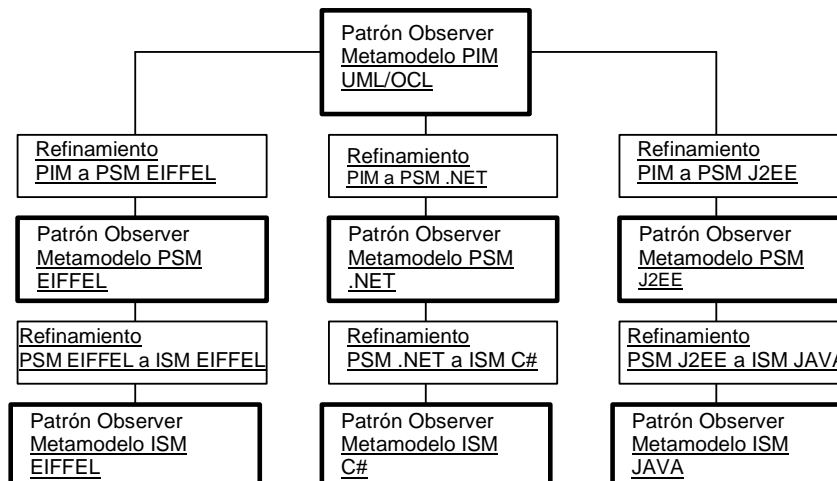 Patrón Observer
Metamodelo PIM
UML/OCL
Refinamiento
PIM a PSM EIFFEL
Refinamiento
PIM a PSM .NET
Refinamiento
PIM a PSM J2EE
Patrón Observer
Metamodelo PSM
EIFFEL
Patrón Observer
Metamodelo PSM
.NET
Patrón Observer
Metamodelo PSM
J2EE
Refinamiento
PSM EIFFEL a ISM EIFFEL
Refinamiento
PSM .NET a ISM C#
Refinamiento
PSM J2EE a ISM JAVA
Patrón Observer
Metamodelo ISM
EIFFEL
Patrón Observer
Metamodelo ISM
C#
Patrón Observer
Metamodelo ISM
JAVA